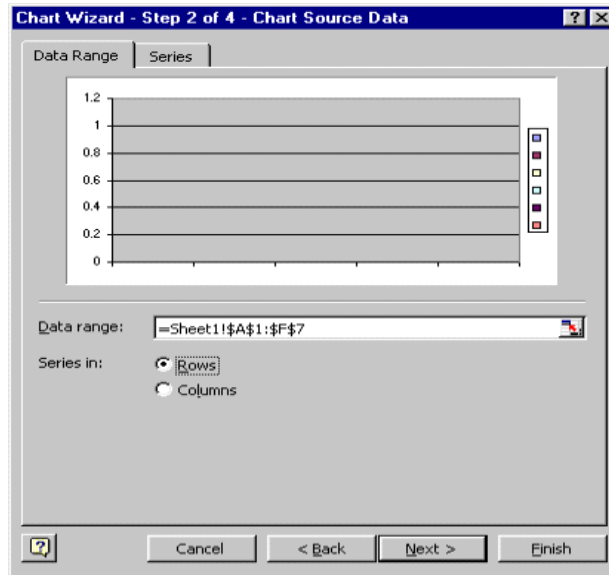 Chart Wizard - Step 2 of 4 - Chart Source Data
Data Range Series
1.2
1
0.8
0.6
0.4
0.2
0
Data range: =Sheet1!$A$1:$F$7
Series in: Rows
Columns
Cancel < Back Next > Finish